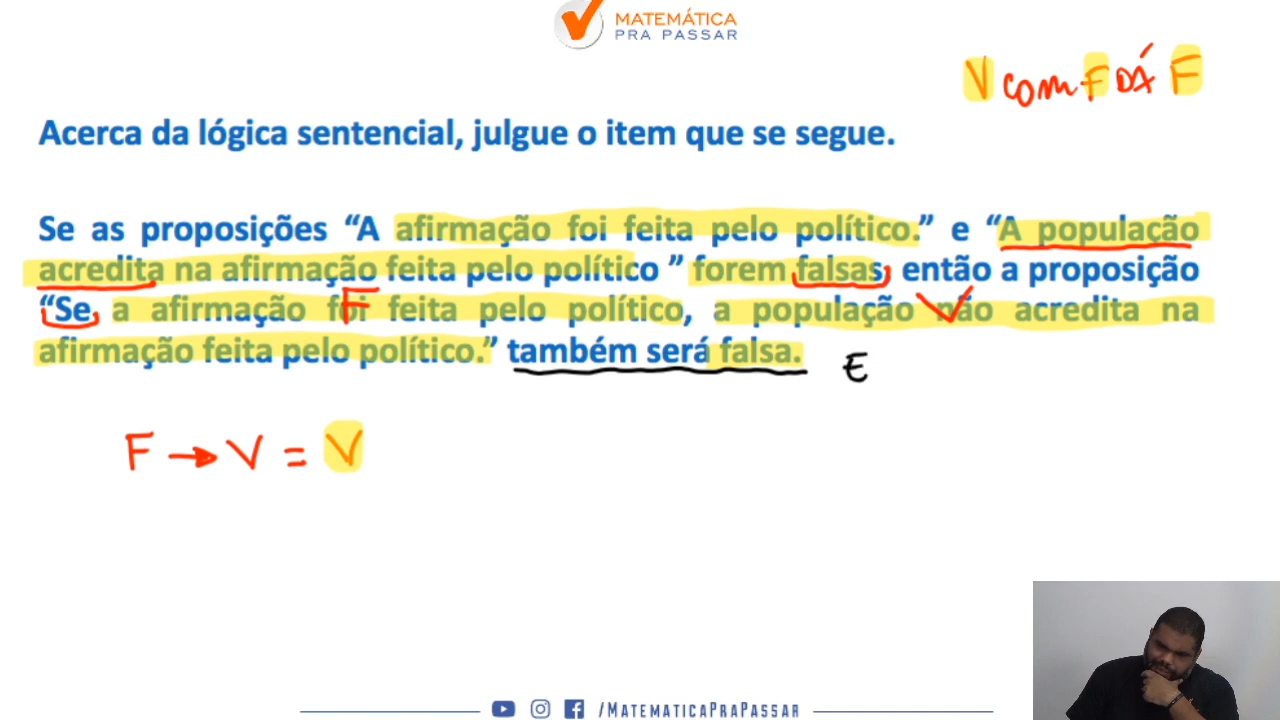 MATEMÁTICA
PRA PASSAR
V COM F DÁ F
Acerca da lógica sentencial, julgue o item que se segue.
Se as proposições “A afirmação foi feita pelo político.” e “A população
acredita na afirmação feita pelo político ” forem falsas, então a proposição
“Se, a afirmação foi feita pelo político, a população não acredita na
F V
afirmação feita pelo político.” também será falsa. E
F → V = V
/MATEMATICAPRAPASSAR